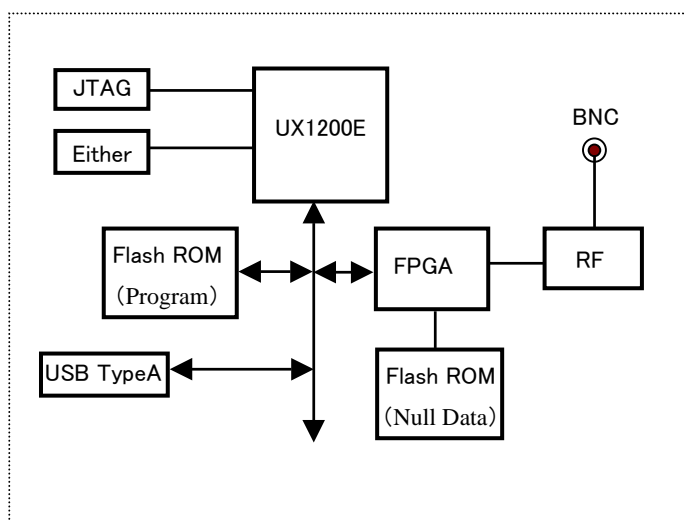 JTAG
UX1200E
BNC
Either
Flash ROM
（Program）
FPGA
RF
USB TypeA
Flash ROM
（Null Data）